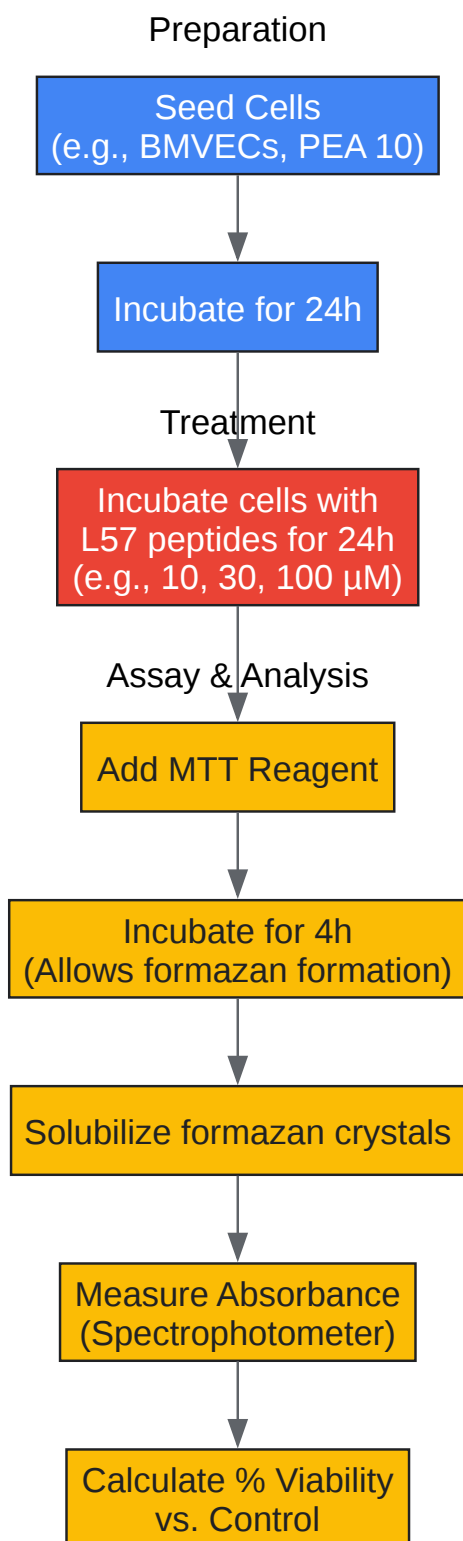 Preparation
Seed Cells
(e.g., BMVECs, PEA 10)
Incubate for 24h
Treatment
Incubate cells with
L57 peptides for 24h
(e.g., 10, 30, 100 µM)
Assay & Analysis
Add MTT Reagent
Incubate for 4h
(Allows formazan formation)
Solubilize formazan crystals
Measure Absorbance
(Spectrophotometer)
Calculate % Viability
vs. Control